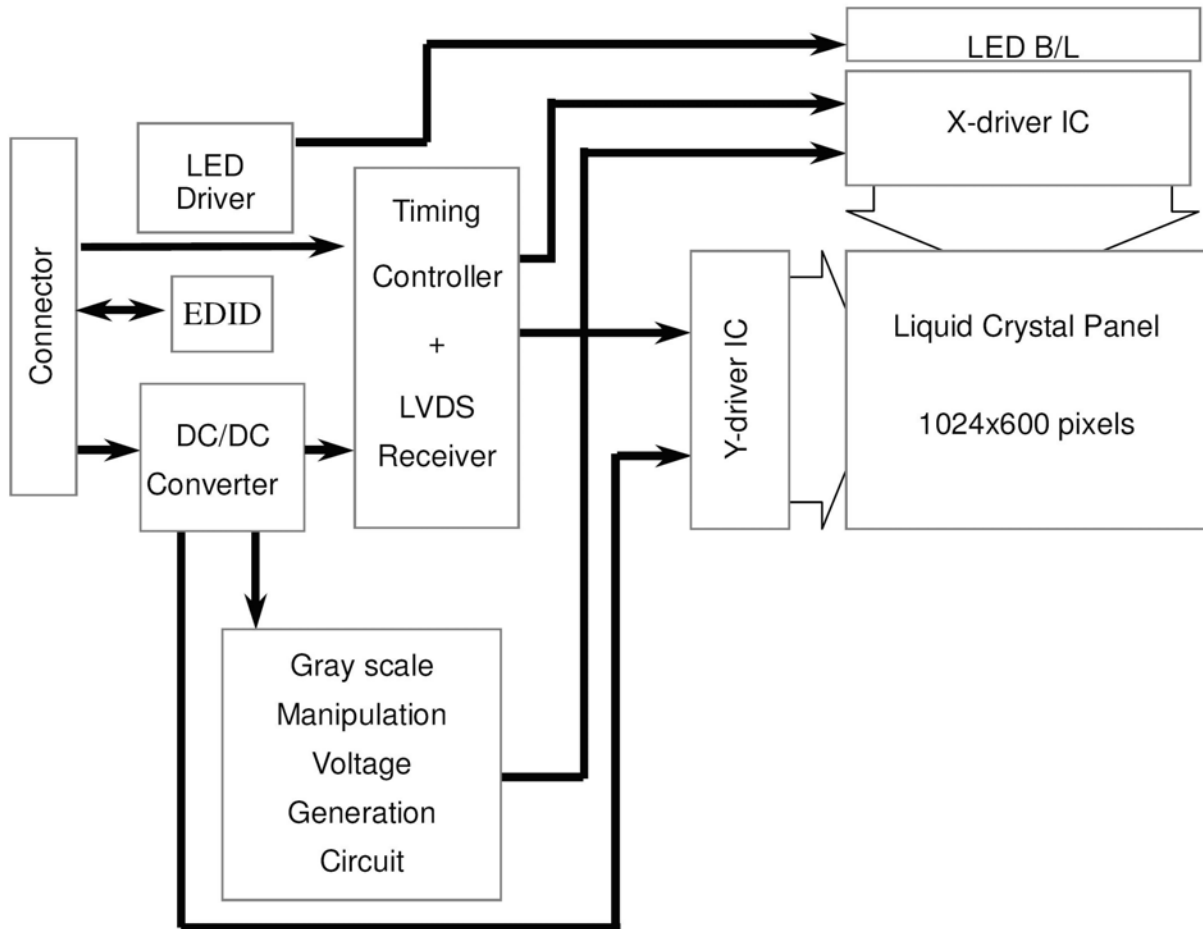 LED B/L
X-driver IC
LED
Driver
Timing
Controller
+
LVDS
Receiver
Connector
EDID
DC/DC
Converter
Y-driver IC
Liquid Crystal Panel
1024x600 pixels
Gray scale
Manipulation
Voltage
Generation
Circuit